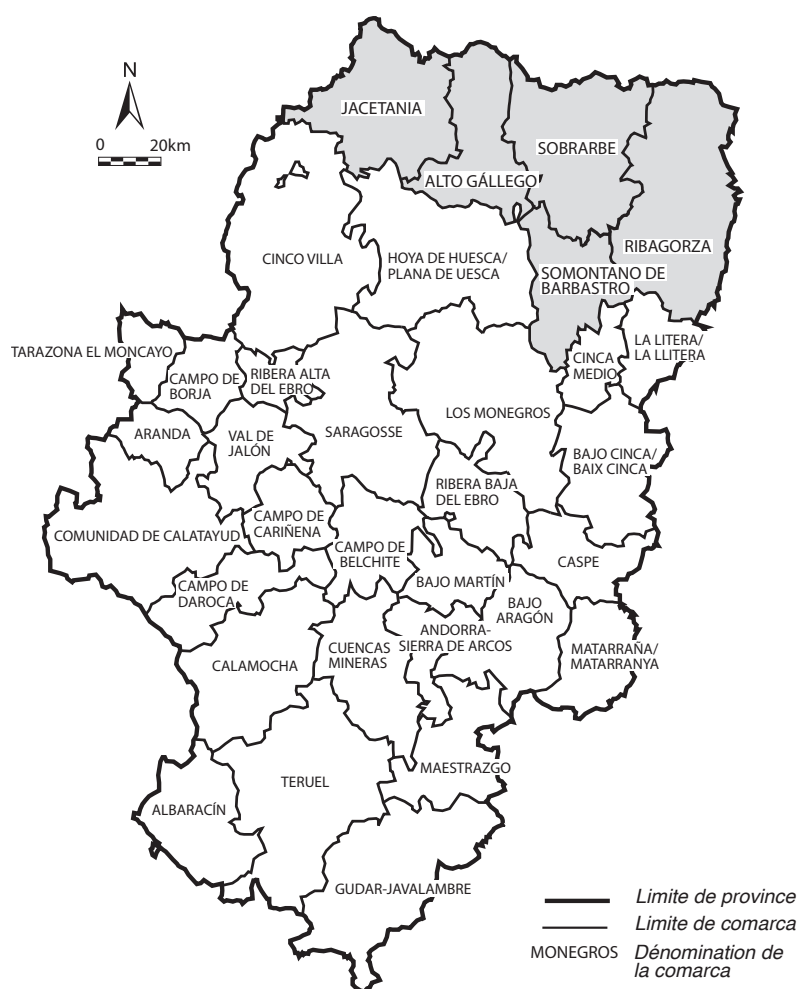 N
0 20km
JACETANIA
SOBRARBE
ALTO GÁLLEGO
RIBAGORZA
CINCO VILLA
HOYA DE HUESCA/
PLANA DE UESCA
SOMONTANO DE
BARBASTRO
TARAZONA EL MONCAYO
CAMPO DE
BORJA
RIBERA ALTA
DEL EBRO
CINCA
MEDIO
LA LITERA/
LA LLITERA
ARANDA
VAL DE
JALÓN
SARAGOSSE
LOS MONEGROS
BAJO CINCA/
BAIX CINCA
RIBERA BAJA
DEL EBRO
COMUNIDAD DE CALATAYUD
CAMPO DE
CARIÑENA
CAMPO DE
BELCHITE
CASPE
CAMPO DE
DAROCA
BAJO MARTÍN
BAJO
ARAGÓN
CALAMOCHA
CUENCAS
MINERAS
ANDORRA-
SIERRA DE ARCOS
MATARRAÑA/
MATARRANYA
TERUEL
MAESTRAZGO
ALBARACÍN
GUDAR-JAVALAMBRE
Limite de province
Limite de comarca
MONEGROS Dénomination de
la comarca